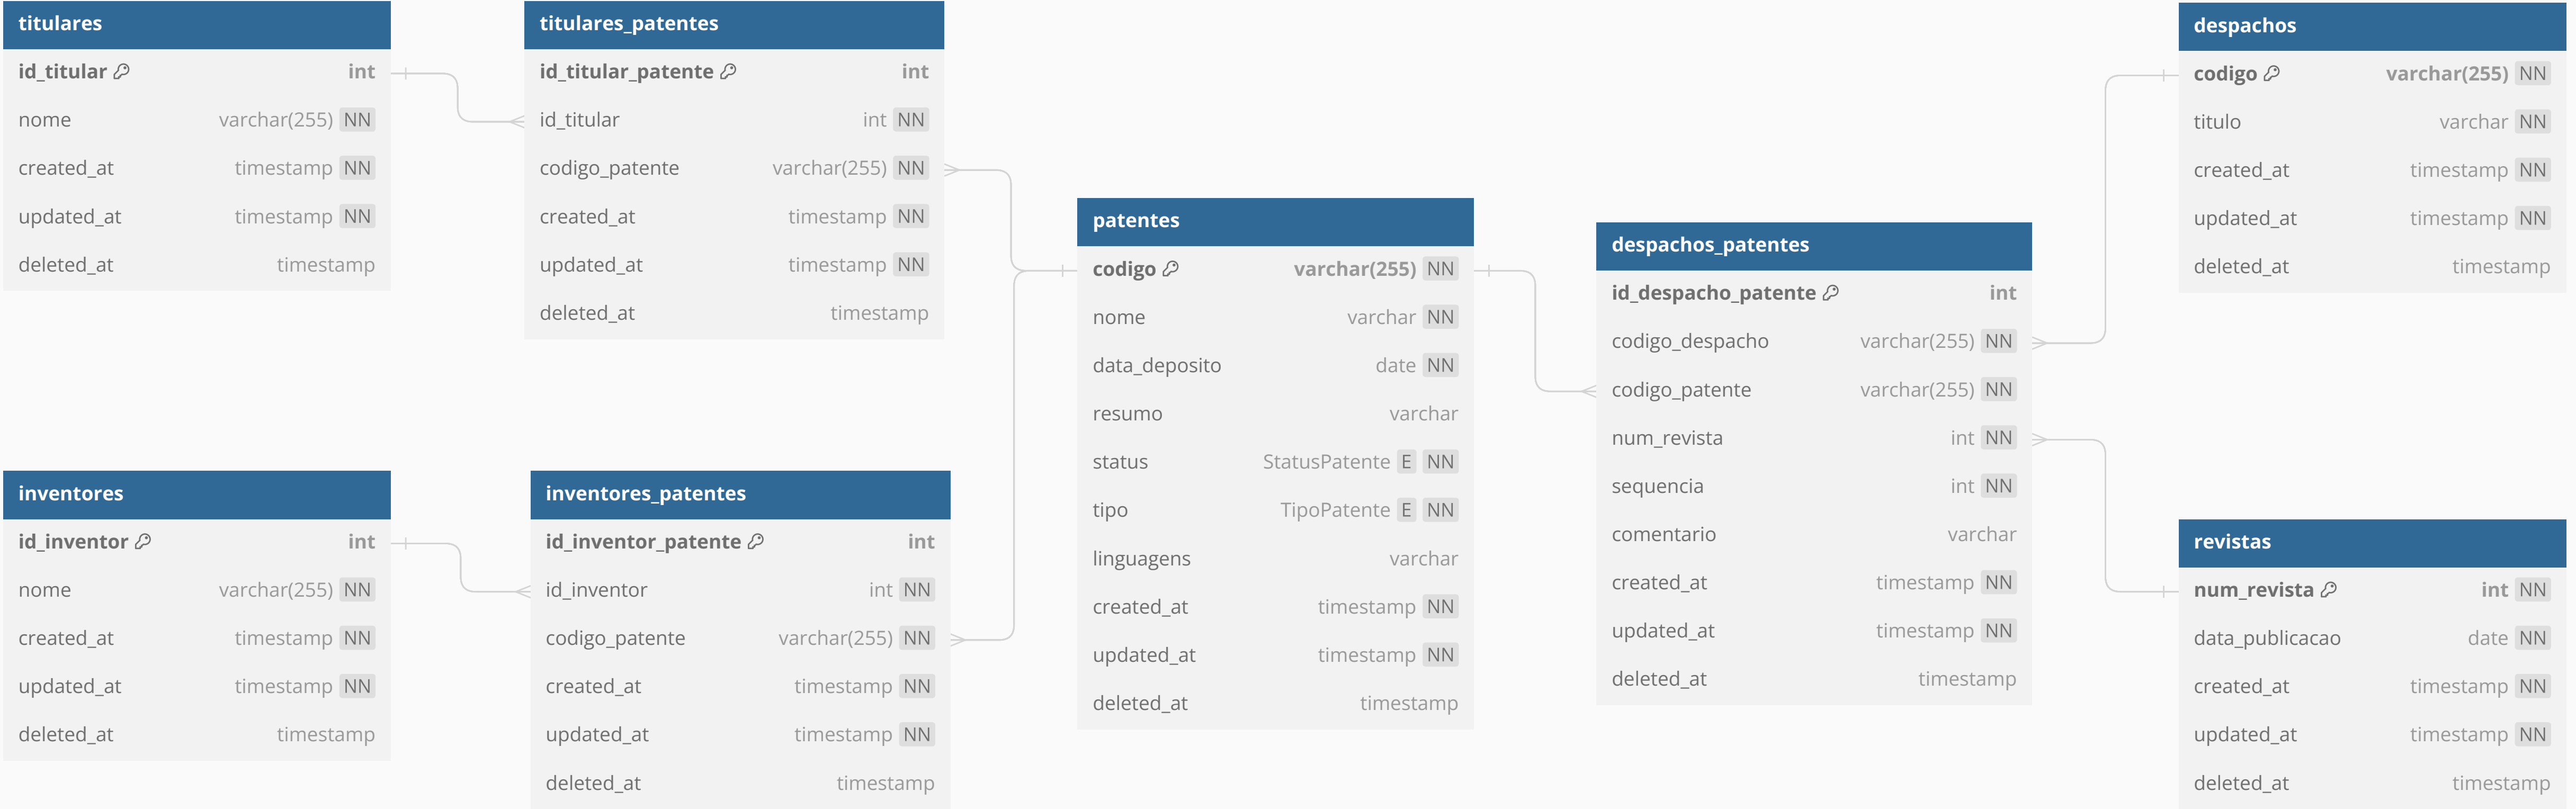 titulares
id_titular int
nome varchar(255) NN
created_at timestamp NN
updated_at timestamp NN
deleted_at timestamp
titulares_patentes
id_titular_patente int
id_titular int NN
codigo_patente varchar(255) NN
created_at timestamp NN
updated_at timestamp NN
deleted_at timestamp
inventores
id_inventor int
nome varchar(255) NN
created_at timestamp NN
updated_at timestamp NN
deleted_at timestamp
inventores_patentes
id_inventor_patente int
id_inventor int NN
codigo_patente varchar(255) NN
created_at timestamp NN
updated_at timestamp NN
deleted_at timestamp
patentes
codigo varchar(255) NN
nome varchar NN
data_deposito date NN
resumo varchar
status StatusPatente E NN
tipo TipoPatente E NN
linguagens varchar
created_at timestamp NN
updated_at timestamp NN
deleted_at timestamp
despachos_patentes
id_despacho_patente int
codigo_despacho varchar(255) NN
codigo_patente varchar(255) NN
num_revista int NN
sequencia int NN
comentario varchar
created_at timestamp NN
updated_at timestamp NN
deleted_at timestamp
despachos
codigo varchar(255) NN
titulo varchar NN
created_at timestamp NN
updated_at timestamp NN
deleted_at timestamp
revistas
num_revista int NN
data_publicacao date NN
created_at timestamp NN
updated_at timestamp NN
deleted_at timestamp